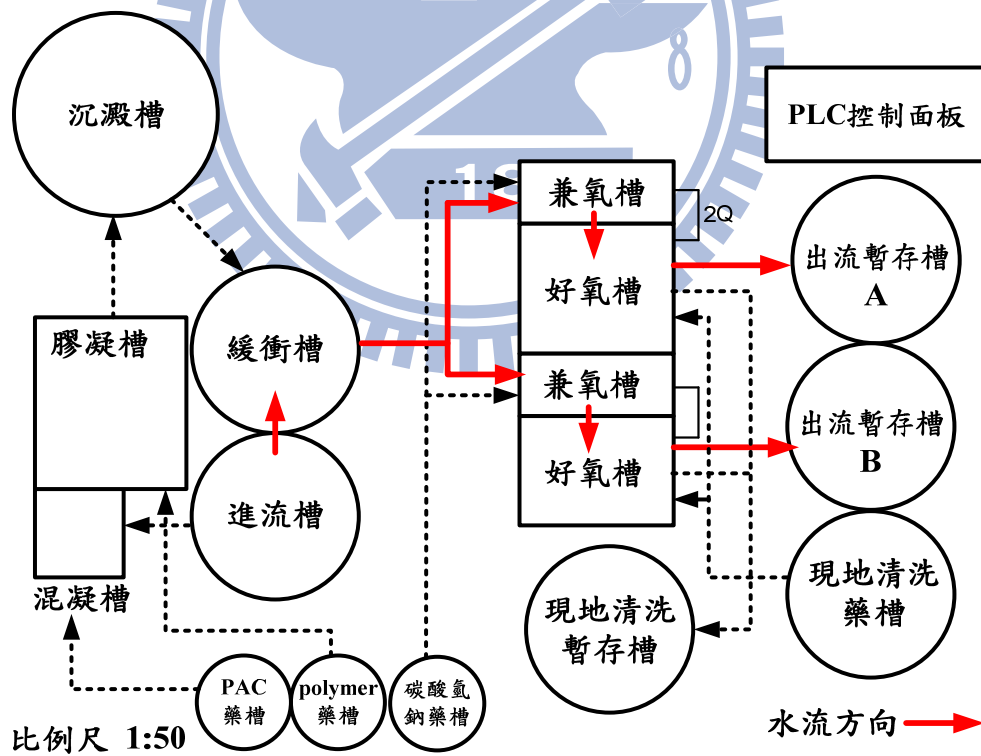 沉澱槽
8
PLC控制面板
18
兼氧槽
2Q
出流暫存槽
A
好氧槽
膠凝槽
緩衝槽
兼氧槽
出流暫存槽
B
好氧槽
進流槽
混凝槽
現地清洗
藥槽
現地清洗
暫存槽
PAC
藥槽
polymer
藥槽
碳酸氫
鈉藥槽
比例尺 1:50
水流方向